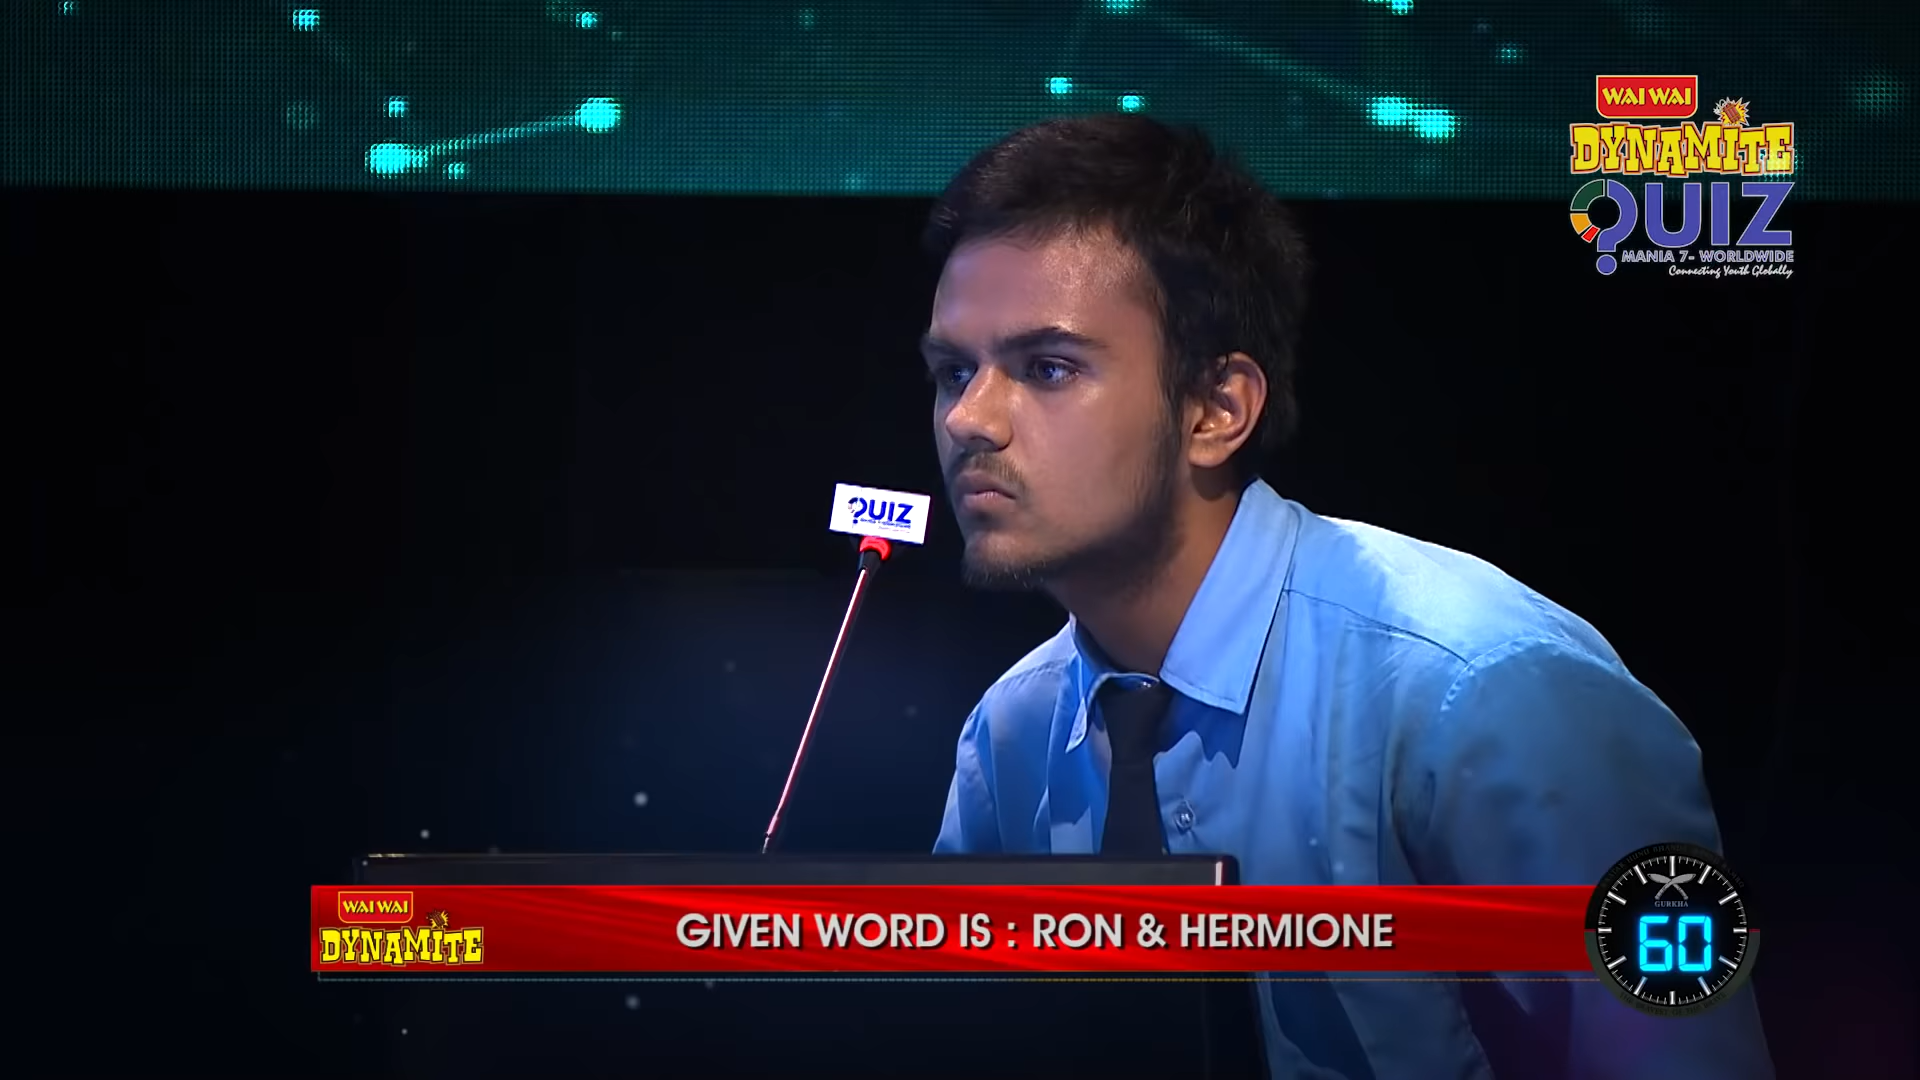 WAI WAI
DYNAMITE
QUIZ
MANIA 7- WORLDWIDE
Connecting Youth Globally
QUIZ
WAI WAI
DYNAMITE
GIVEN WORD IS : RON & HERMIONE
GURKHA
60